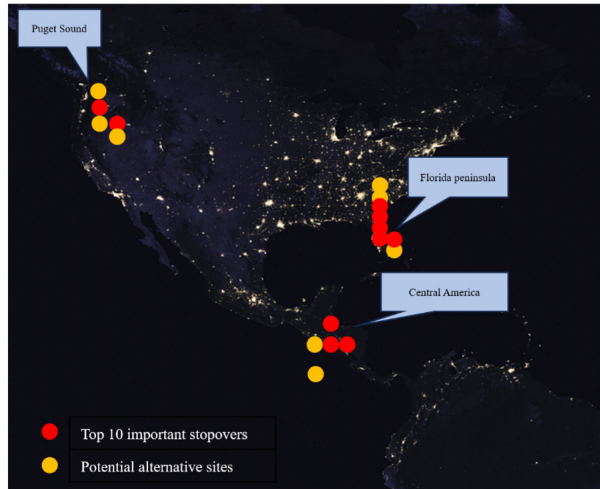 Puget Sound
Florida peninsula
Central America
Top 10 important stopovers
Potential alternative sites